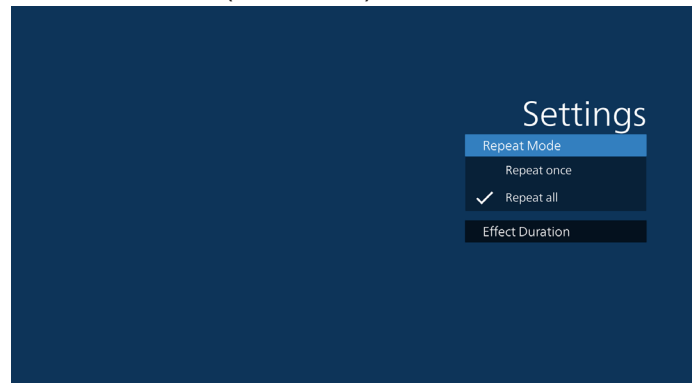 Settings
Repeat Mode
Repeat once
Repeat all
Effect Duration